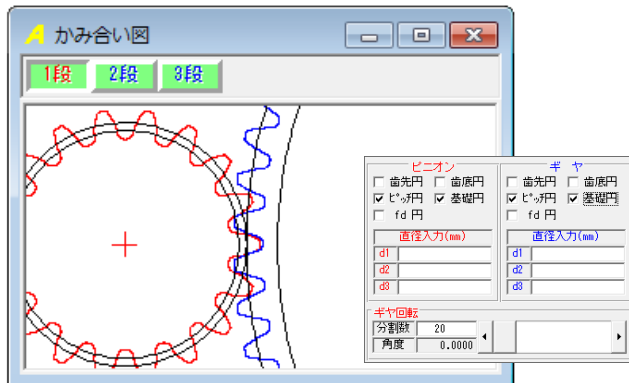 かみ合い図
1段 2段 3段
ピニオン
歯先円 歯底円
ピッチ円 基礎円
fd 円
直径入力(mm)
d1
d2
d3
ギヤ
歯先円 歯底円
ピッチ円 基礎円
fd 円
直径入力(mm)
d1
d2
d3
ギヤ回転
分割数 20
角度 0.0000